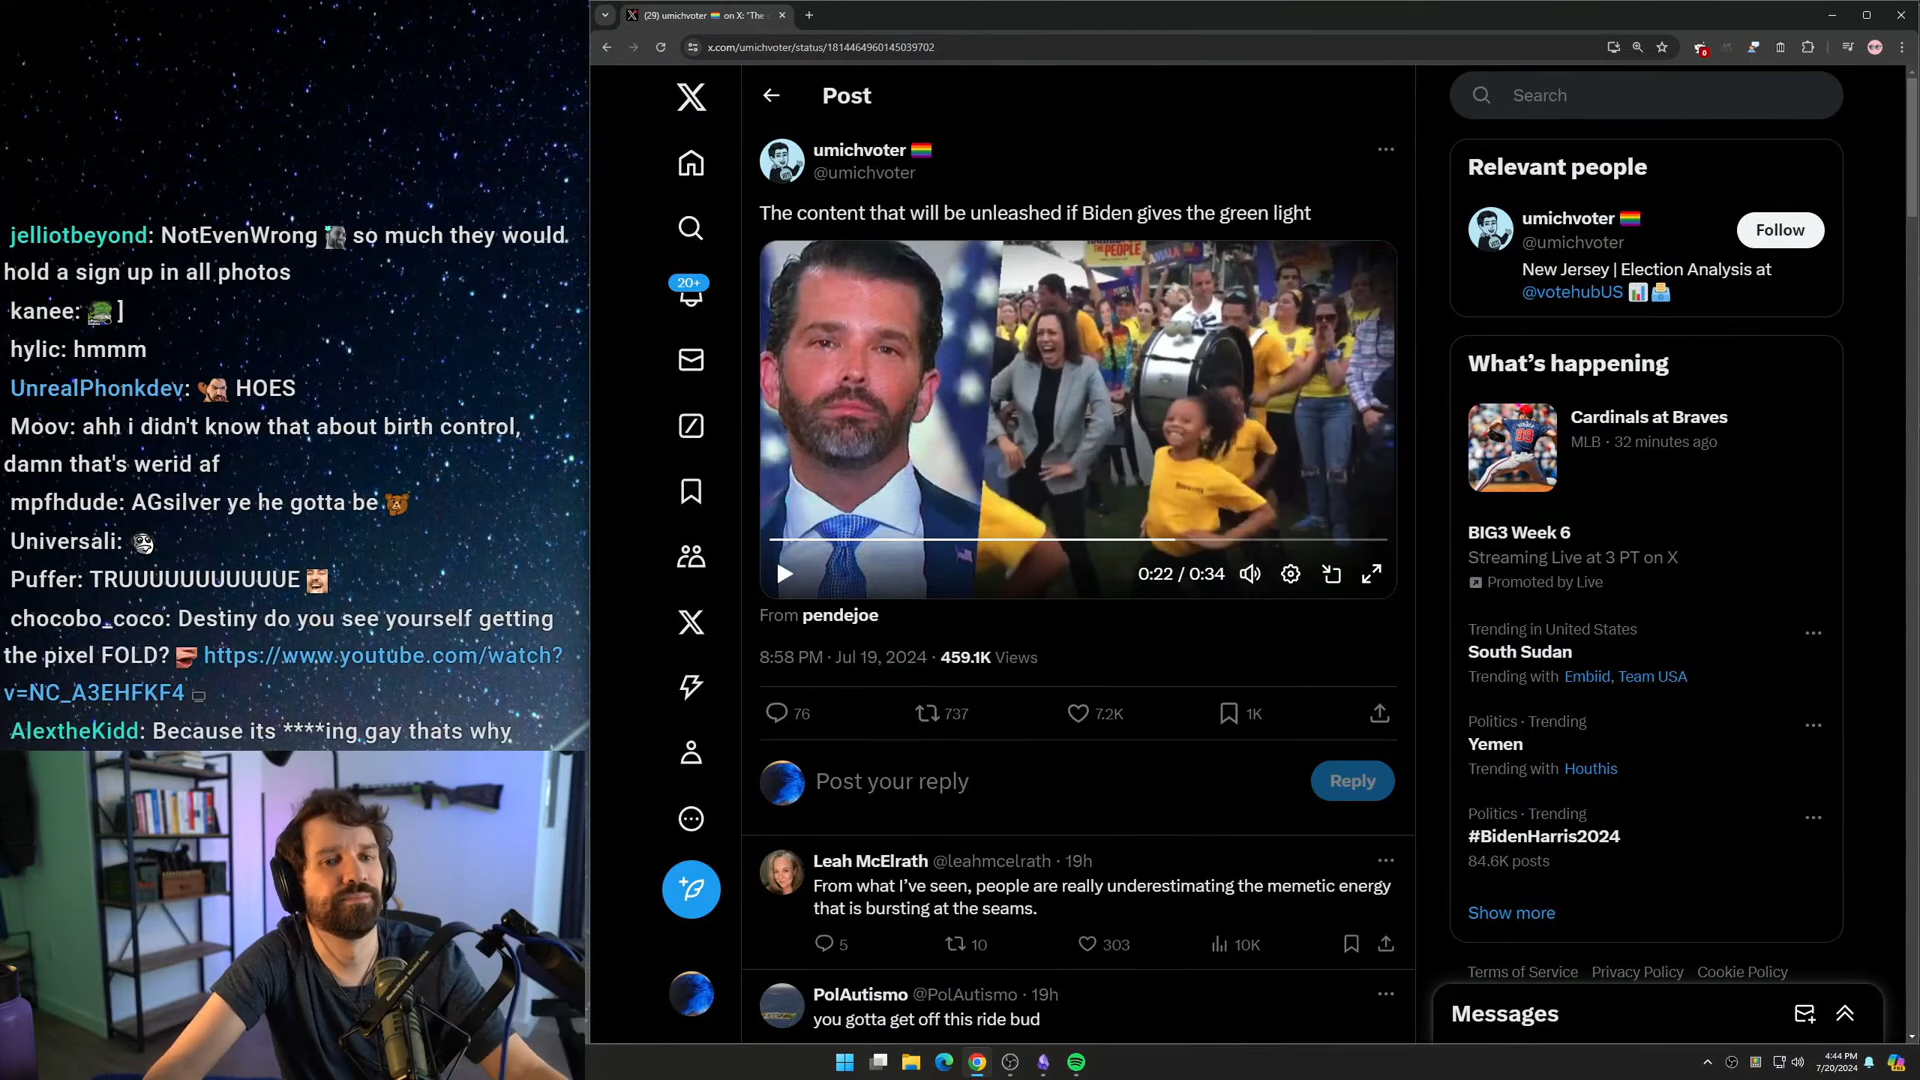 jelliotbeyond: NotEvenWrong so much they would
hold a sign up in all photos
kanee: ]
hylic: hmmm
UnrealPhonkdev: HOES
Moov: ahh i didn't know that about birth control,
damn that's werid af
mpfhdude: AGsilver ye he gotta be
Universali:
Puffer: TRUUUUUUUUUUUE
chocobo_coco: Destiny do you see yourself getting
the pixel FOLD? https://www.youtube.com/watch?
v=NC_A3EHFKF4
AlextheKidd: Because its ****ing gay thats why
(29) umichvoter on X: "The
x.com/umichvoter/status/1814464960145039702
0
Post
20+
umichvoter
@umichvoter
The content that will be unleashed if Biden gives the green light
PEOPLE
0:22 / 0:34
From pendejoe
8:58 PM · Jul 19, 2024 · 459.1K Views
76 737 7.2K 1K
Post your reply
Reply
Leah McElrath @leahmcelrath · 19h
From what I've seen, people are really underestimating the memetic energy
that is bursting at the seams.
5 10 303 10K
PolAutismo @PolAutismo · 19h
you gotta get off this ride bud
Search
Relevant people
umichvoter
@umichvoter
Follow
New Jersey | Election Analysis at
@votehubUS
What's happening
Cardinals at Braves
MLB · 32 minutes ago
BIG3 Week 6
Streaming Live at 3 PT on X
Promoted by Live
Trending in United States
South Sudan
Trending with Embiid, Team USA
Politics · Trending
Yemen
Trending with Houthis
Politics · Trending
#BidenHarris2024
84.6K posts
Show more
Terms of Service Privacy Policy Cookie Policy
Messages
4:44 PM
7/20/2024